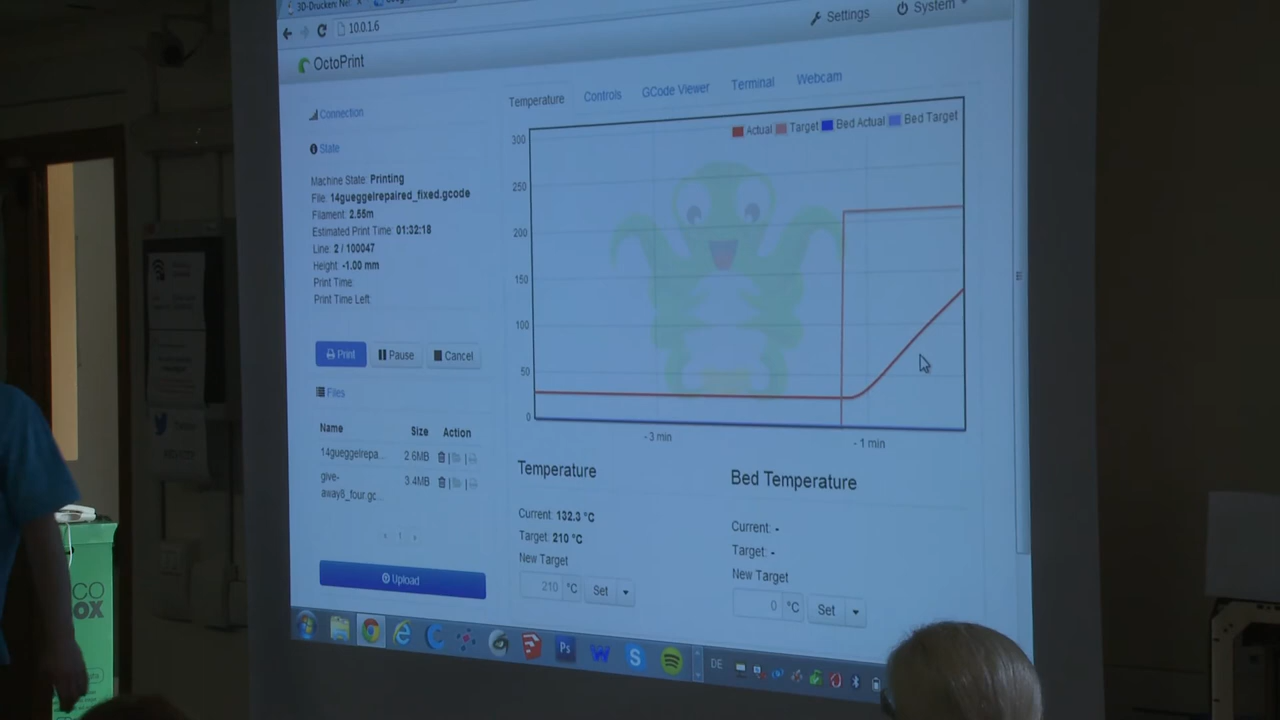 3D-Drucken: Ne
10.0.1.6
Settings
System
OctoPrint
Connection
State
Machine State: Printing
File: 14gueggelrepaired_fixed.gcode
Filament: 2.55m
Estimated Print Time: 01:32:18
Line: 2 / 100047
Height: -1.00 mm
Print Time:
Print Time Left:
Print
Pause
Cancel
Files
Name Size Action
14gueggelrepa... 2.6MB
give-
away8_four.gc... 3.4MB
1
Upload
Temperature Controls GCode Viewer Terminal Webcam
Actual Target Bed Actual Bed Target
300
250
200
150
100
50
0
- 3 min
- 1 min
Temperature
Current: 132.3 °C
Target: 210 °C
New Target
210 °C Set
Bed Temperature
Current: -
Target: -
New Target
0 °C Set
Ps
W
S
DE
CO
OX